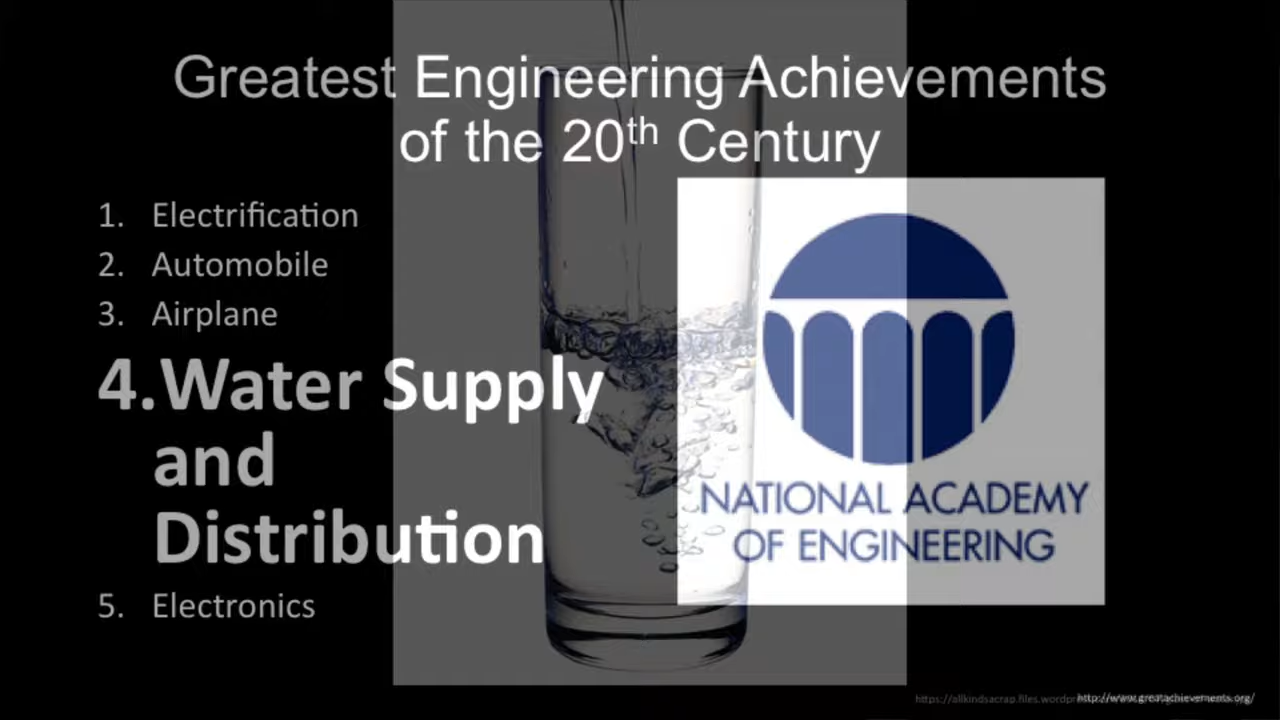 Greatest Engineering Achievements
of the 20th Century
1. Electrification
2. Automobile
3. Airplane
4.Water Supply
and
Distribution
5. Electronics
NATIONAL ACADEMY
OF ENGINEERING
http://www.greatachievements.org/